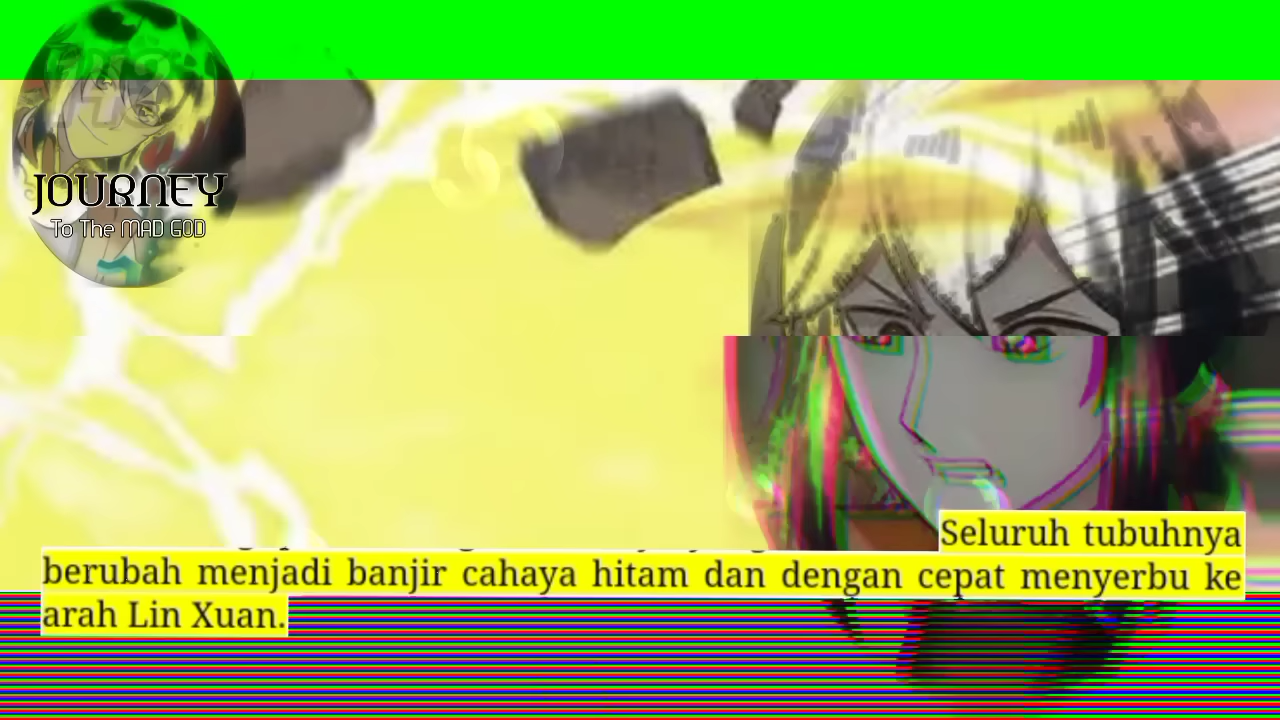 JOURNEY
To The MAD GOD
Seluruh tubuhnya
berubah menjadi banjir cahaya hitam dan dengan cepat menyerbu ke
arah Lin Xuan.